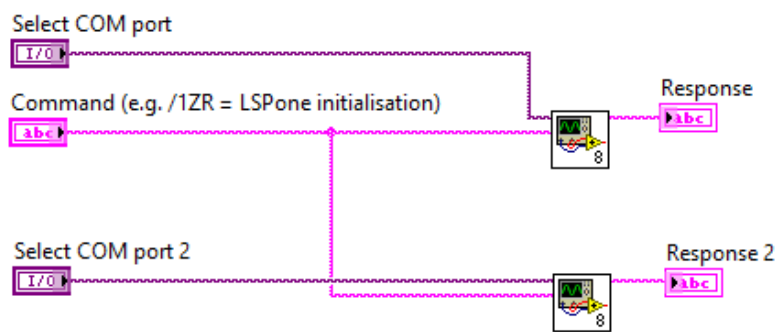 Select COM port
I/O
Command (e.g. /1ZR = LSPone initialisation)
abc
Response
abc
8
Select COM port 2
I/O
Response 2
abc
8